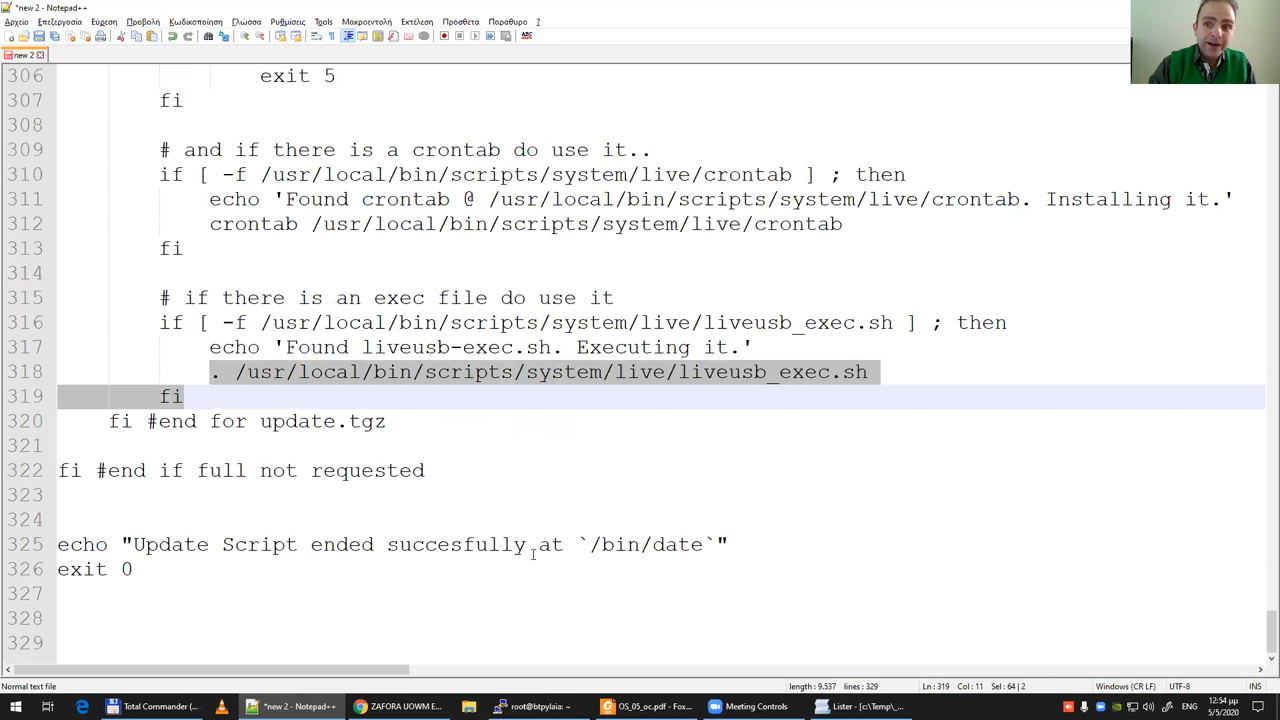 *new 2 - Notepad++
Αρχείο Επεξεργασία Εύρεση Προβολή Κωδικοποίηση Γλώσσα Ρυθμίσεις Tools Μακροεντολή Εκτέλεση Πρόσθετα Παράθυρο ?
new 2
306 exit 5
307 fi
308
309 # and if there is a crontab do use it..
310 if [ -f /usr/local/bin/scripts/system/live/crontab ] ; then
311 echo 'Found crontab @ /usr/local/bin/scripts/system/live/crontab. Installing it.'
312 crontab /usr/local/bin/scripts/system/live/crontab
313 fi
314
315 # if there is an exec file do use it
316 if [ -f /usr/local/bin/scripts/system/live/liveusb_exec.sh ] ; then
317 echo 'Found liveusb-exec.sh. Executing it.'
318 . /usr/local/bin/scripts/system/live/liveusb_exec.sh
319 fi
320 fi #end for update.tgz
321
322 fi #end if full not requested
323
324
325 echo "Update Script ended succesfully at `/bin/date`"
326 exit 0
327
328
329
Normal text file length : 9.537 lines : 329 Ln : 319 Col : 11 Sel : 64 | 2 Windows (CR LF) UTF-8 INS
Total Commander (... *new 2 - Notepad++ ZAFORA UOWM E... root@btpylaia: ~ OS_05_oc.pdf - Fox... Meeting Controls Lister - [c:\Temp\_... ENG 12:54 μμ
5/5/2020